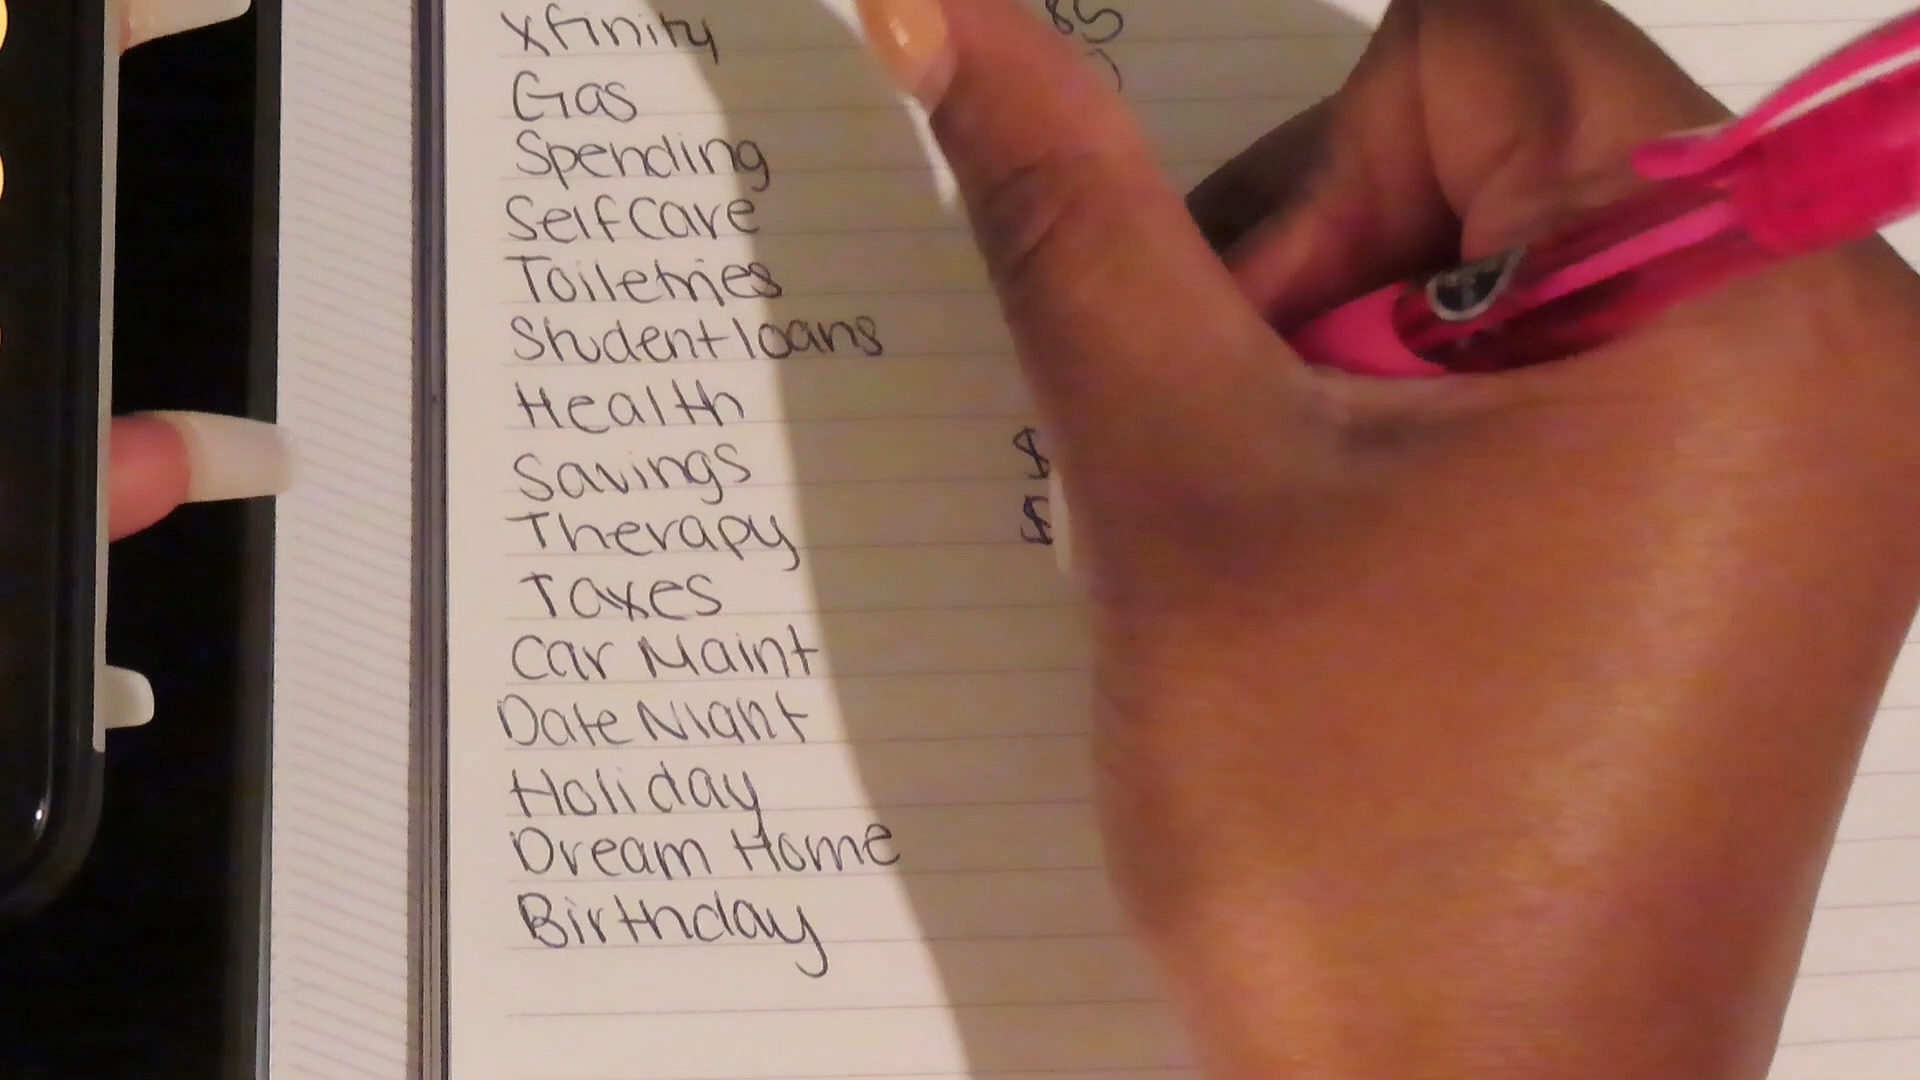 Xfinity 85
Gas
Spending
Selfcare
Toiletries
Student loans
Health
Savings $
Therapy $
Taxes
Car Maint
Date Night
Holiday
Dream Home
Birthday